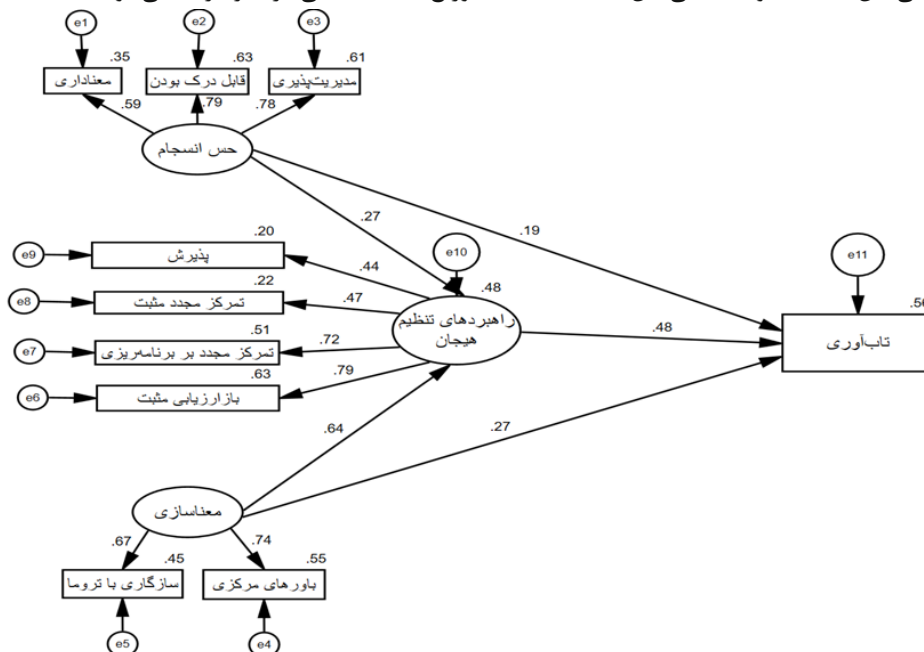 e1
e2
e3
.35
.63
.61
معناداری
قابل درک بودن
مدیریت‌پذیری
.59
.79
.78
حس انسجام
.27
.19
.20
e9
پذیرش
.44
e10
e11
.22
e8
تمرکز مجدد مثبت
.47
.48
راهبردهای تنظیم
هیجان
.56
.51
e7
تمرکز مجدد بر برنامه‌ریزی
.72
.48
تاب‌آوری
.63
e6
بازارزیابی مثبت
.79
.64
.27
معناسازی
.67
.74
.45
.55
سازگاری با تروما
باورهای مرکزی
e5
e4